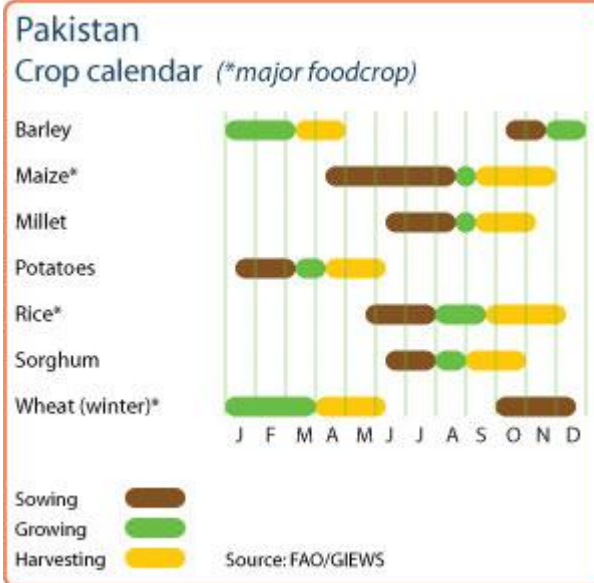 Pakistan
Crop calendar (*major foodcrop)
Barley
Maize*
Millet
Potatoes
Rice*
Sorghum
Wheat (winter)*
J F M A M J J A S O N D
Sowing
Growing
Harvesting
Source: FAO/GIEWS